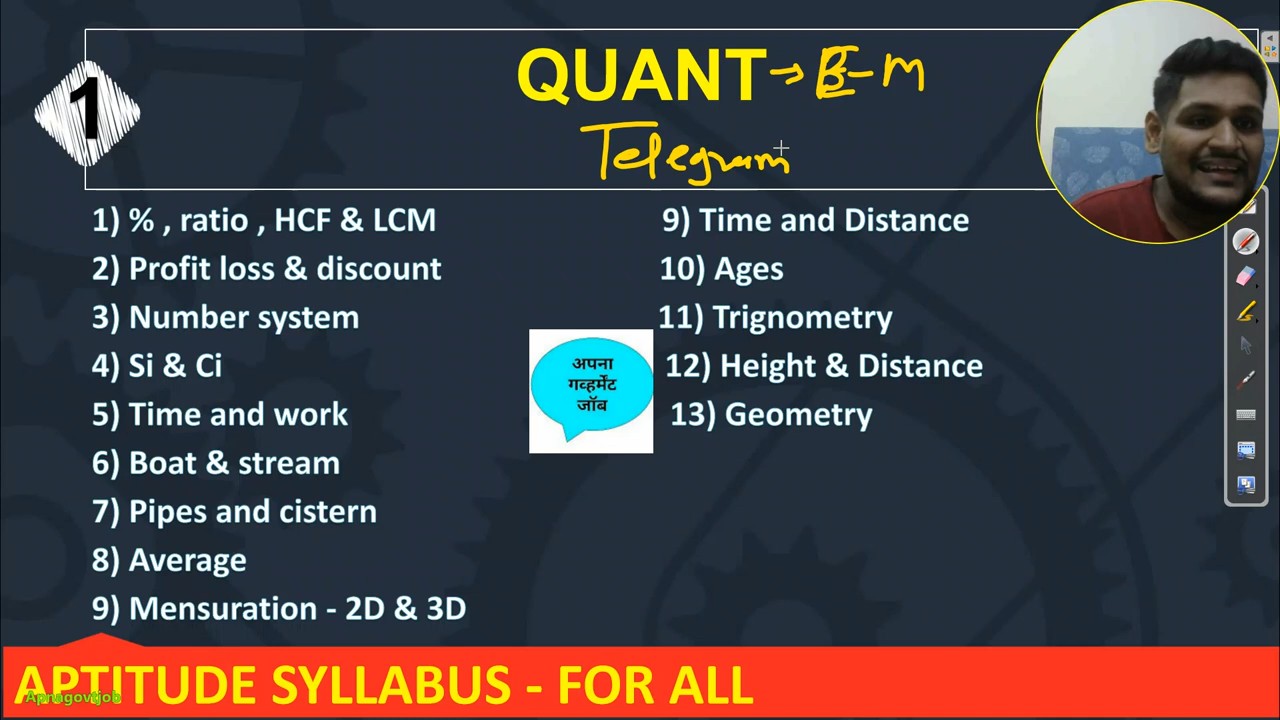 1
QUANT → E-M
Telegram
1) % , ratio , HCF & LCM
2) Profit loss & discount
3) Number system
4) Si & Ci
5) Time and work
6) Boat & stream
7) Pipes and cistern
8) Average
9) Mensuration - 2D & 3D
9) Time and Distance
10) Ages
11) Trignometry
12) Height & Distance
13) Geometry
अपना
गव्हर्मेंट
जॉब
APTITUDE SYLLABUS - FOR ALL
Apnagovtjob